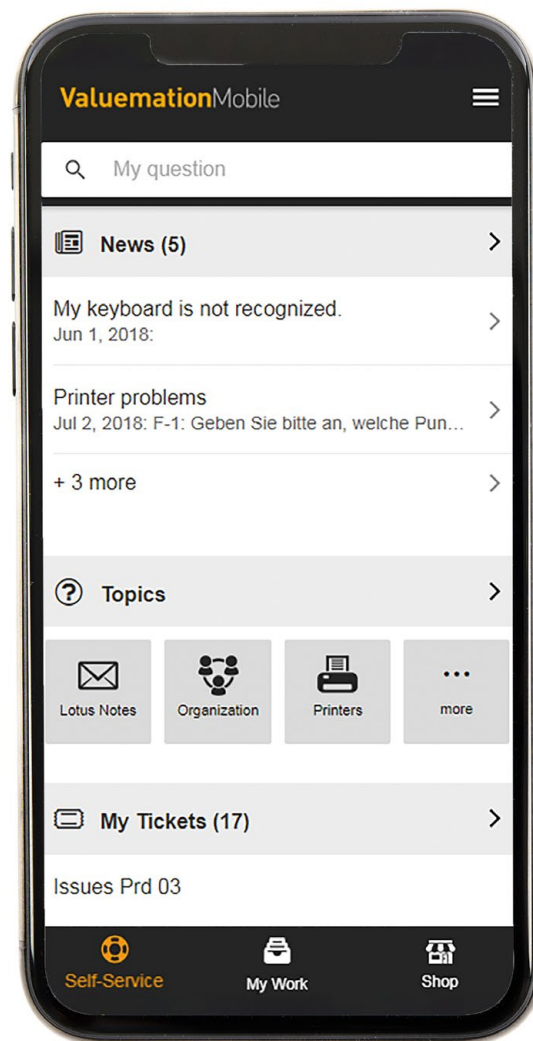 ValuemationMobile
My question
News (5)
My keyboard is not recognized.
Jun 1, 2018:
Printer problems
Jul 2, 2018: F-1: Geben Sie bitte an, welche Pun...
+ 3 more
Topics
Lotus Notes
Organization
Printers
more
My Tickets (17)
Issues Prd 03
Self-Service
My Work
Shop